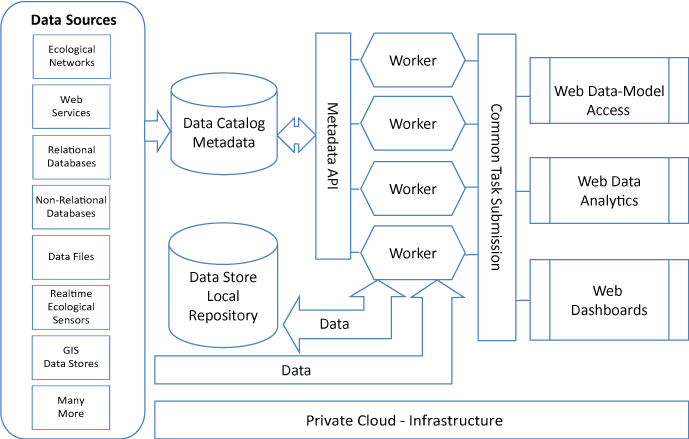 Data Sources
Ecological
Networks
Web
Services
Relational
Databases
Non-Relational
Databases
Data Files
Realtime
Ecological
Sensors
GIS
Data Stores
Many
More
Data Catalog
Metadata
Data Store
Local
Repository
Metadata API
Worker
Worker
Worker
Worker
Data
Data
Common Task Submission
Web Data-Model
Access
Web Data
Analytics
Web
Dashboards
Private Cloud - Infrastructure